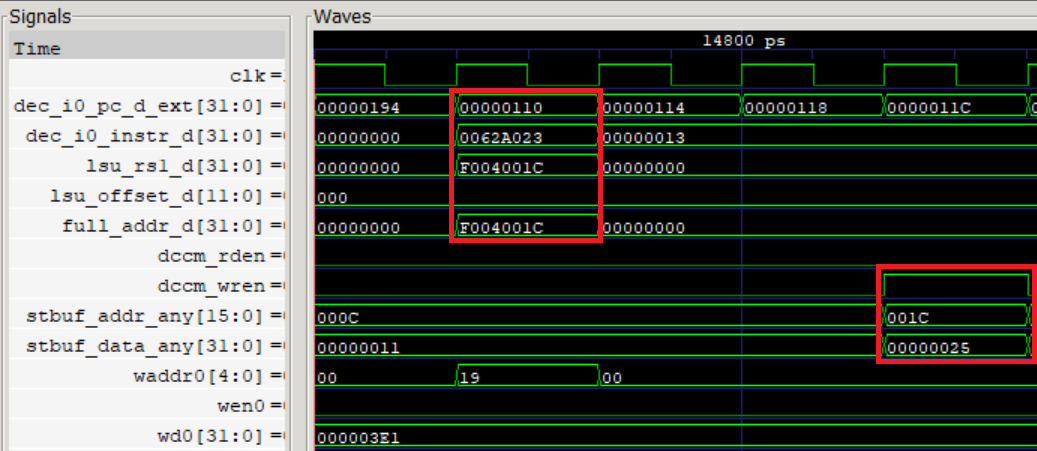 Signals Waves
Time 14800 ps
clk =
dec_i0_pc_d_ext[31:0] = 00000194 00000110 00000114 00000118 0000011C
dec_i0_instr_d[31:0] = 00000000 0062A023 00000013
lsu_rs1_d[31:0] = 00000000 F004001C 00000000
lsu_offset_d[11:0] = 000
full_addr_d[31:0] = 00000000 F004001C 00000000
dccm_rden =
dccm_wren =
stbuf_addr_any[15:0] = 000C 001C
stbuf_data_any[31:0] = 00000011 00000025
waddr0[4:0] = 00 19 00
wen0 =
wd0[31:0] = 000003E1